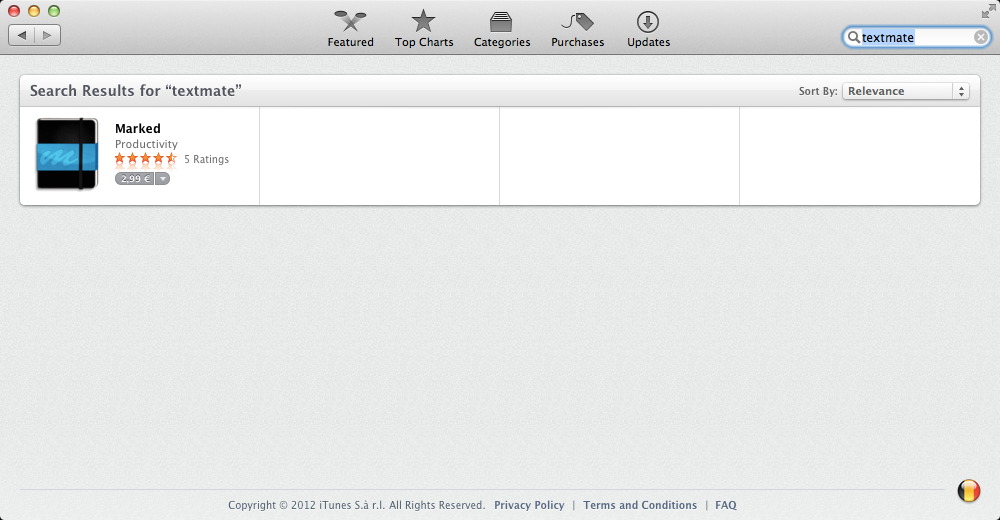 Featured
Top Charts
Categories
Purchases
Updates
textmate
Search Results for “textmate”
Sort By:
Relevance
Marked
Productivity
5 Ratings
2,99 €
Copyright © 2012 iTunes S.à r.l. All Rights Reserved. Privacy Policy | Terms and Conditions | FAQ